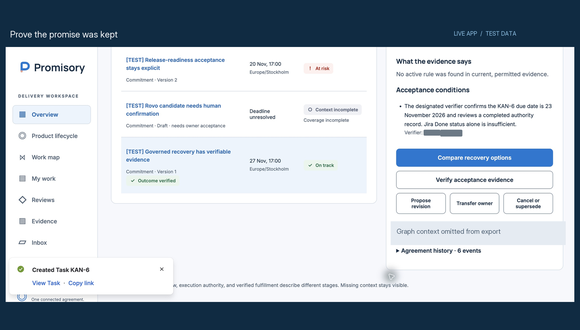 Prove the promise was kept
LIVE APP / TEST DATA
Promisory
DELIVERY WORKSPACE
Overview
Product lifecycle
Work map
My work
Reviews
Evidence
Inbox
One connected agreement.
[TEST] Release-readiness acceptance
stays explicit
Commitment · Version 2
20 Nov, 17:00
Europe/Stockholm
! At risk
[TEST] Rovo candidate needs human
confirmation
Commitment · Draft · needs owner acceptance
Deadline
unresolved
Context incomplete
Coverage incomplete
[TEST] Governed recovery has verifiable
evidence
Commitment · Version 1
✓ Outcome verified
27 Nov, 17:00
Europe/Stockholm
✓ On track
What the evidence says
No active rule was found in current, permitted evidence.
Acceptance conditions
• The designated verifier confirms the KAN-6 due date is 23
November 2026 and reviews a completed authority
record. Jira Done status alone is insufficient.
Verifier:
Compare recovery options
Verify acceptance evidence
Propose
revision
Transfer owner
Cancel or
supersede
Graph context omitted from export
▸ Agreement history · 6 events
Created Task KAN-6
View Task · Copy link
execution authority, and verified fulfillment describe different stages. Missing context stays visible.